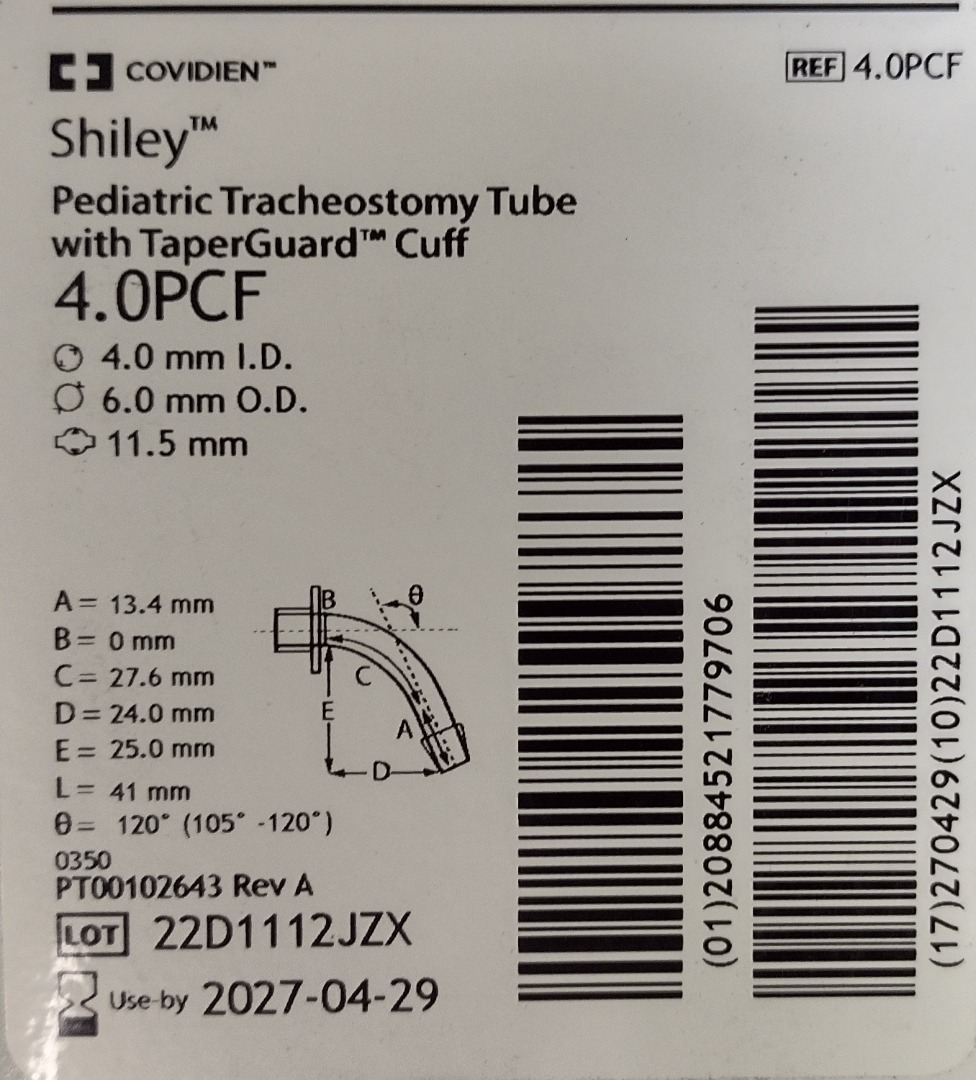 COVIDIEN™
REF 4.0PCF
Shiley™
Pediatric Tracheostomy Tube
with TaperGuard™ Cuff
4.0PCF
4.0 mm I.D.
6.0 mm O.D.
11.5 mm
A = 13.4 mm
B = 0 mm
C = 27.6 mm
D = 24.0 mm
E = 25.0 mm
L = 41 mm
θ = 120° (105° -120°)
B
θ
C
E
A
D
0350
PT00102643 Rev A
LOT 22D1112JZX
Use-by 2027-04-29
(01)20884521779706
(17)270429(10)22D1112JZX